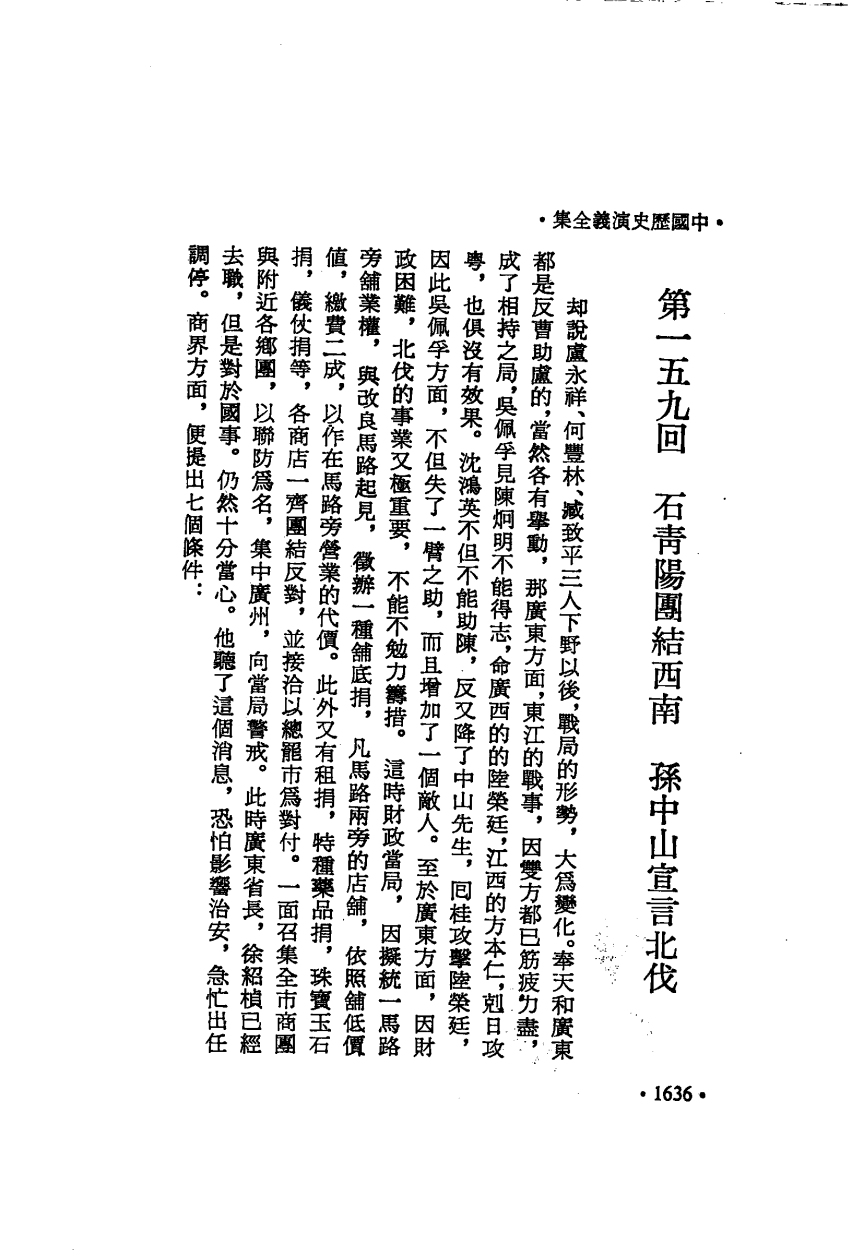 •中國歷史演義全集•
第一五九回　石靑陽團結西南　孫中山宣言北伐
却說盧永祥、何豐林、臧致平三人下野以後，戰局的形勢，大爲變化。奉天和廣東
都是反曹助盧的，當然各有舉動，那廣東方面，東江的戰事，因雙方都已筋疲力盡，
成了相持之局，吳佩孚見陳炯明不能得志，命廣西的的陸榮廷，江西的方本仁，剋日攻
粵，也俱沒有效果。沈鴻英不但不能助陳，反又降了中山先生，囘桂攻擊陸榮廷，
因此吳佩孚方面，不但失了一臂之助，而且增加了一個敵人。至於廣東方面，因財
政困難，北伐的事業又極重要，不能不勉力籌措。這時財政當局，因擬統一馬路
旁舖業權，與改良馬路起見，徵辦一種舖底捐，凡馬路兩旁的店舖，依照舖低價
值，繳費二成，以作在馬路旁營業的代價。此外又有租捐，特種藥品捐，珠寶玉石
捐，儀仗捐等，各商店一齊團結反對，並接洽以總罷市爲對付。一面召集全市商團
與附近各鄉團，以聯防爲名，集中廣州，向當局警戒。此時廣東省長，徐紹楨已經
去職，但是對於國事。仍然十分當心。他聽了這個消息，恐怕影響治安，急忙出任
調停。商界方面，便提出七個條件：
•1636•